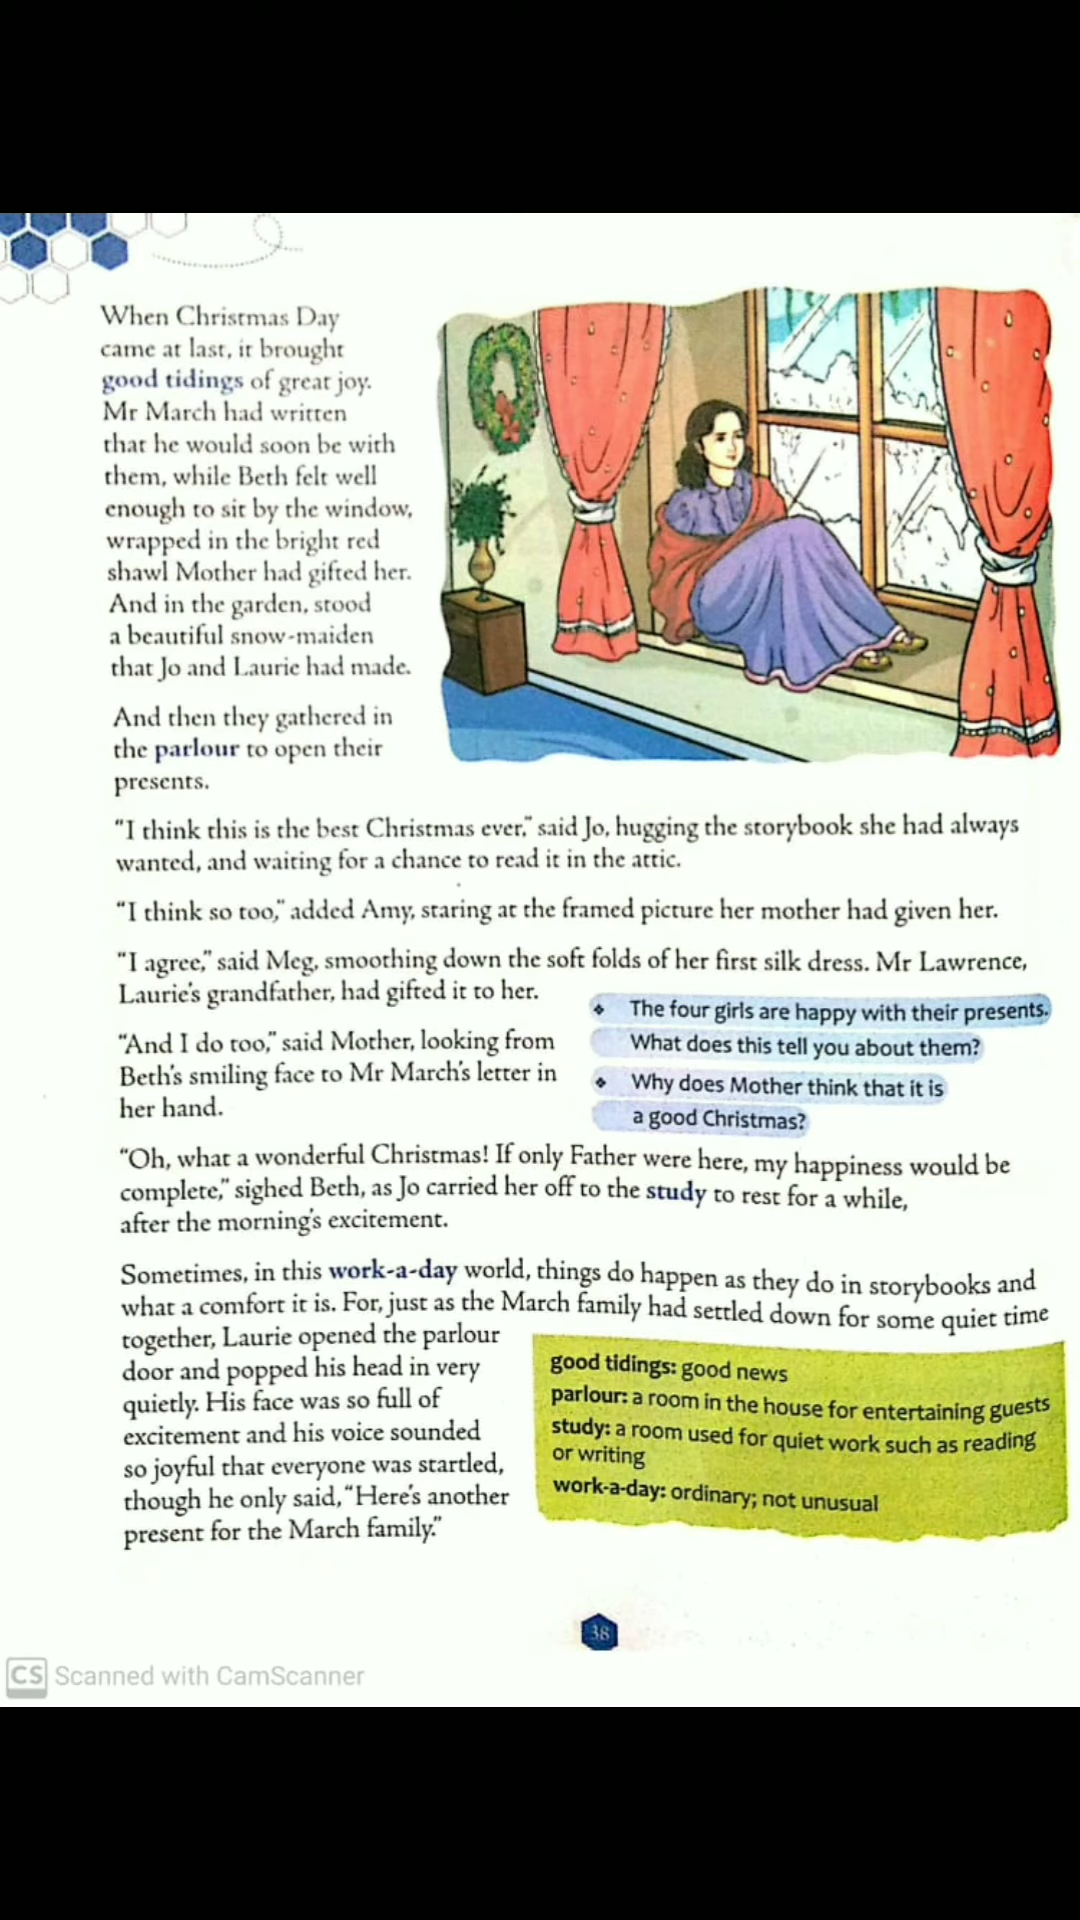 When Christmas Day
came at last, it brought
good tidings of great joy.
Mr March had written
that he would soon be with
them, while Beth felt well
enough to sit by the window,
wrapped in the bright red
shawl Mother had gifted her.
And in the garden, stood
a beautiful snow-maiden
that Jo and Laurie had made.
And then they gathered in
the parlour to open their
presents.
“I think this is the best Christmas ever,” said Jo, hugging the storybook she had always
wanted, and waiting for a chance to read it in the attic.
“I think so too,” added Amy, staring at the framed picture her mother had given her.
“I agree,” said Meg, smoothing down the soft folds of her first silk dress. Mr Lawrence,
Laurie's grandfather, had gifted it to her.
“And I do too,” said Mother, looking from
Beth's smiling face to Mr March's letter in
her hand.
❖ The four girls are happy with their presents.
What does this tell you about them?
❖ Why does Mother think that it is
a good Christmas?
“Oh, what a wonderful Christmas! If only Father were here, my happiness would be
complete,” sighed Beth, as Jo carried her off to the study to rest for a while,
after the morning's excitement.
Sometimes, in this work-a-day world, things do happen as they do in storybooks and
what a comfort it is. For, just as the March family had settled down for some quiet time
together, Laurie opened the parlour
door and popped his head in very
quietly. His face was so full of
excitement and his voice sounded
so joyful that everyone was startled,
though he only said, “Here's another
present for the March family.”
good tidings: good news
parlour: a room in the house for entertaining guests
study: a room used for quiet work such as reading
or writing
work-a-day: ordinary; not unusual
38
CS Scanned with CamScanner